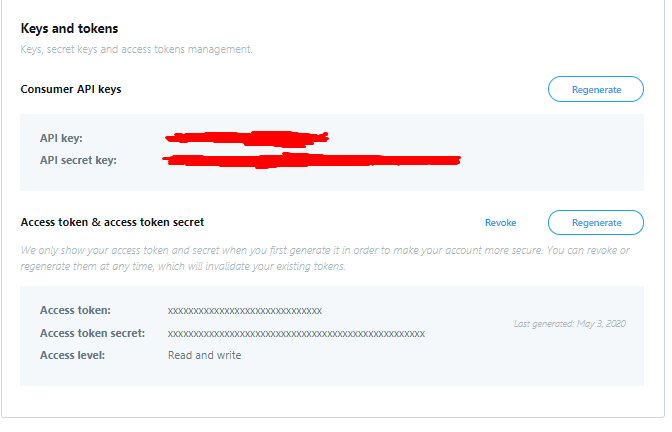 Keys and tokens
Keys, secret keys and access tokens management.
Consumer API keys
Regenerate
API key:
API secret key:
Access token & access token secret
Revoke
Regenerate
We only show your access token and secret when you first generate it in order to make your account more secure. You can revoke or
regenerate them at any time, which will invalidate your existing tokens.
Access token: xxxxxxxxxxxxxxxxxxxxxxxxxxxxxx
Last generated: May 3, 2020
Access token secret: xxxxxxxxxxxxxxxxxxxxxxxxxxxxxxxxxxxxxxxxxxxxxxxxxx
Access level: Read and write